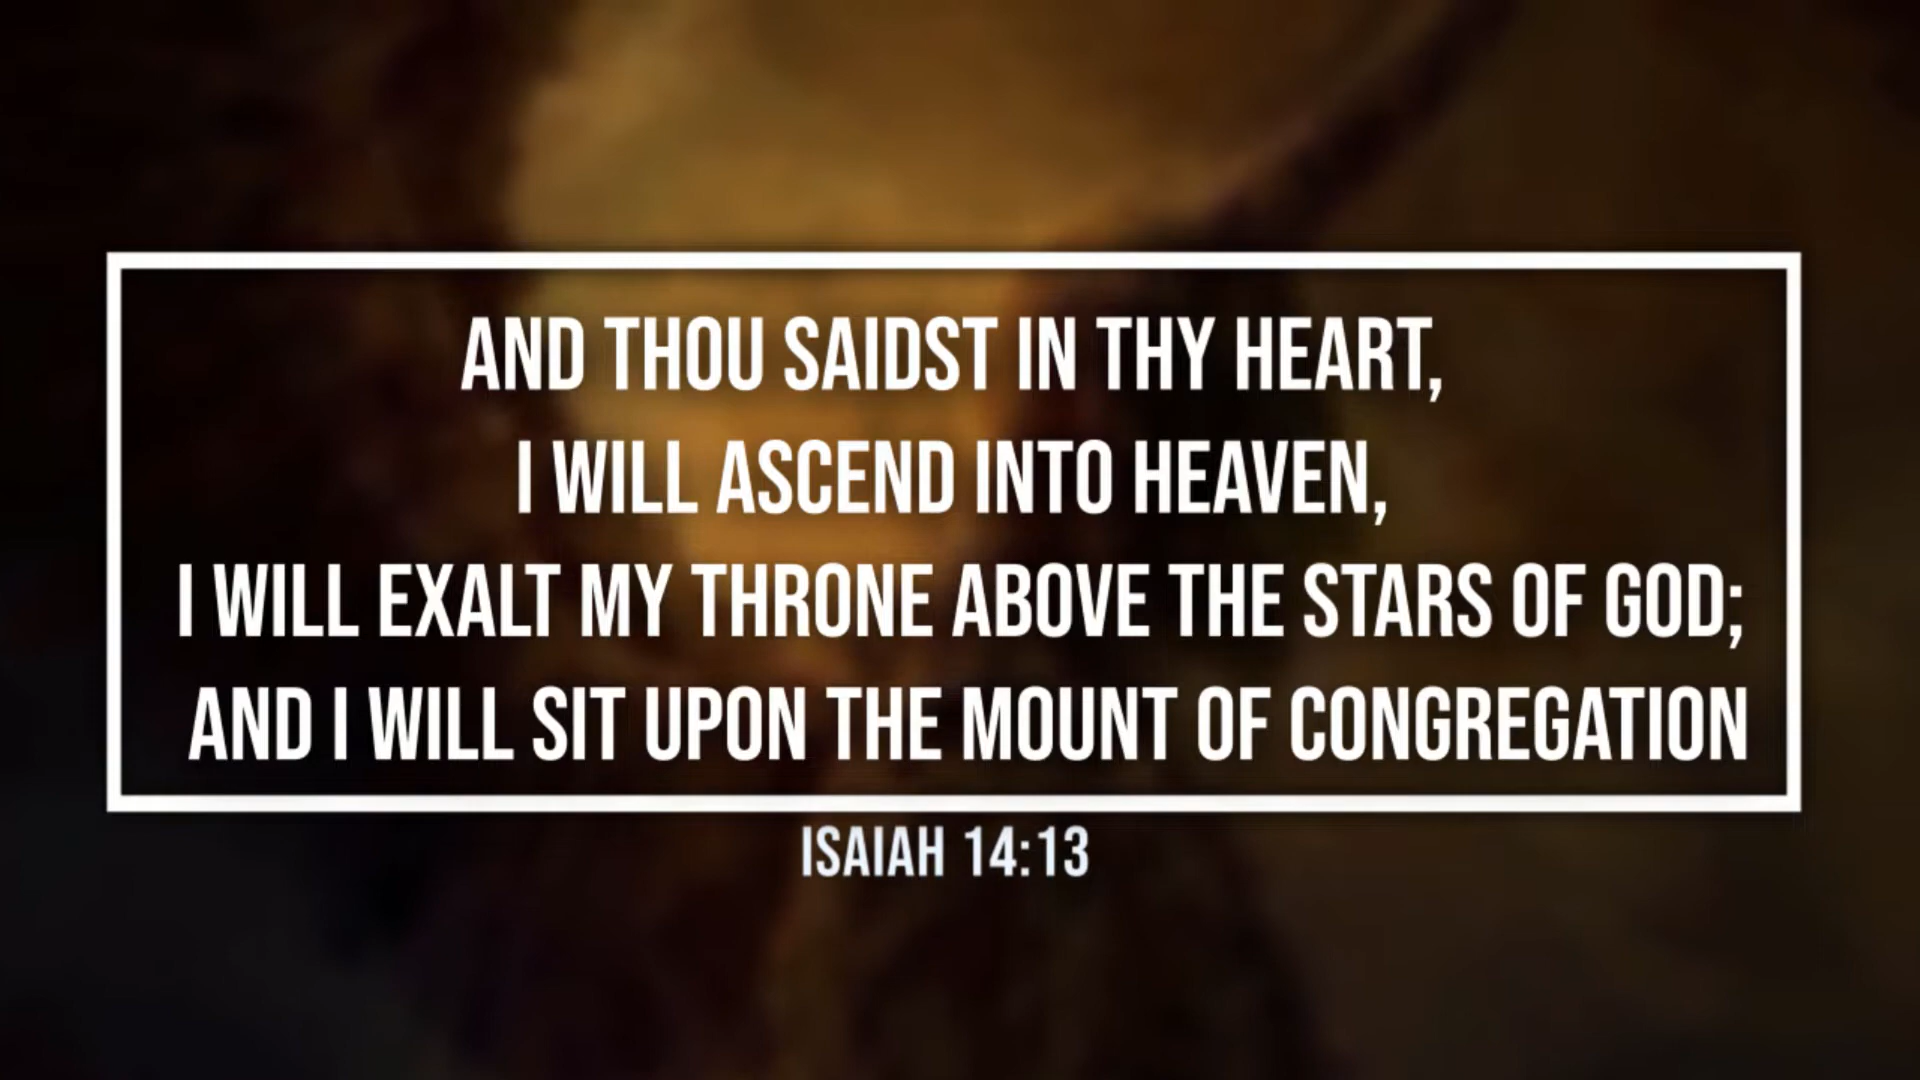 AND THOU SAIDST IN THY HEART,
I WILL ASCEND INTO HEAVEN,
I WILL EXALT MY THRONE ABOVE THE STARS OF GOD;
AND I WILL SIT UPON THE MOUNT OF CONGREGATION
ISAIAH 14:13